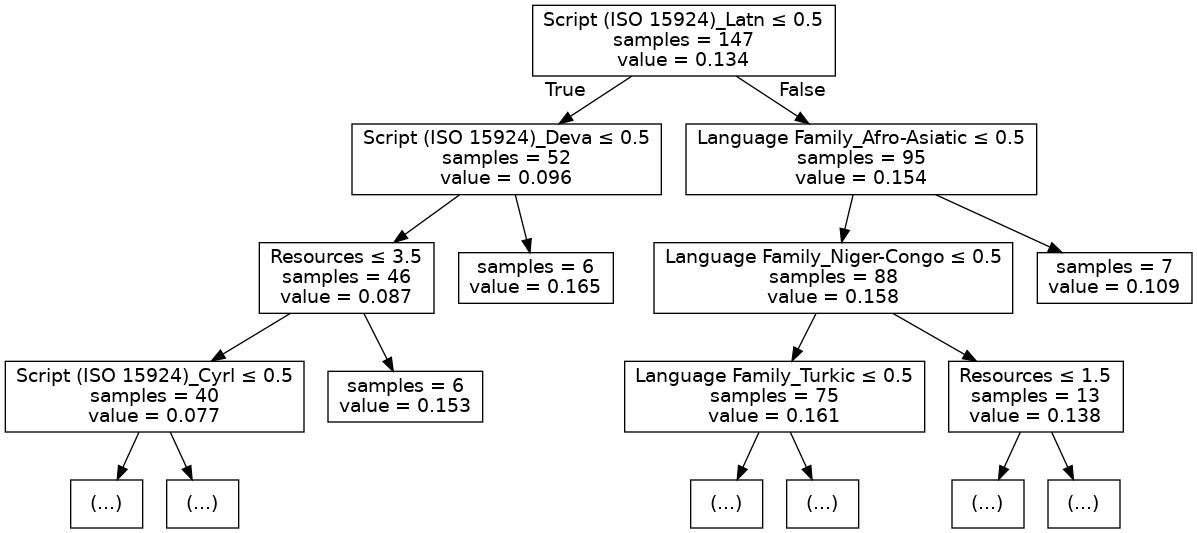 Script (ISO 15924)_Latn ≤ 0.5
samples = 147
value = 0.134
True
False
Script (ISO 15924)_Deva ≤ 0.5
samples = 52
value = 0.096
Language Family_Afro-Asiatic ≤ 0.5
samples = 95
value = 0.154
Resources ≤ 3.5
samples = 46
value = 0.087
samples = 6
value = 0.165
Language Family_Niger-Congo ≤ 0.5
samples = 88
value = 0.158
samples = 7
value = 0.109
Script (ISO 15924)_Cyrl ≤ 0.5
samples = 40
value = 0.077
samples = 6
value = 0.153
Language Family_Turkic ≤ 0.5
samples = 75
value = 0.161
Resources ≤ 1.5
samples = 13
value = 0.138
(...)
(...)
(...)
(...)
(...)
(...)